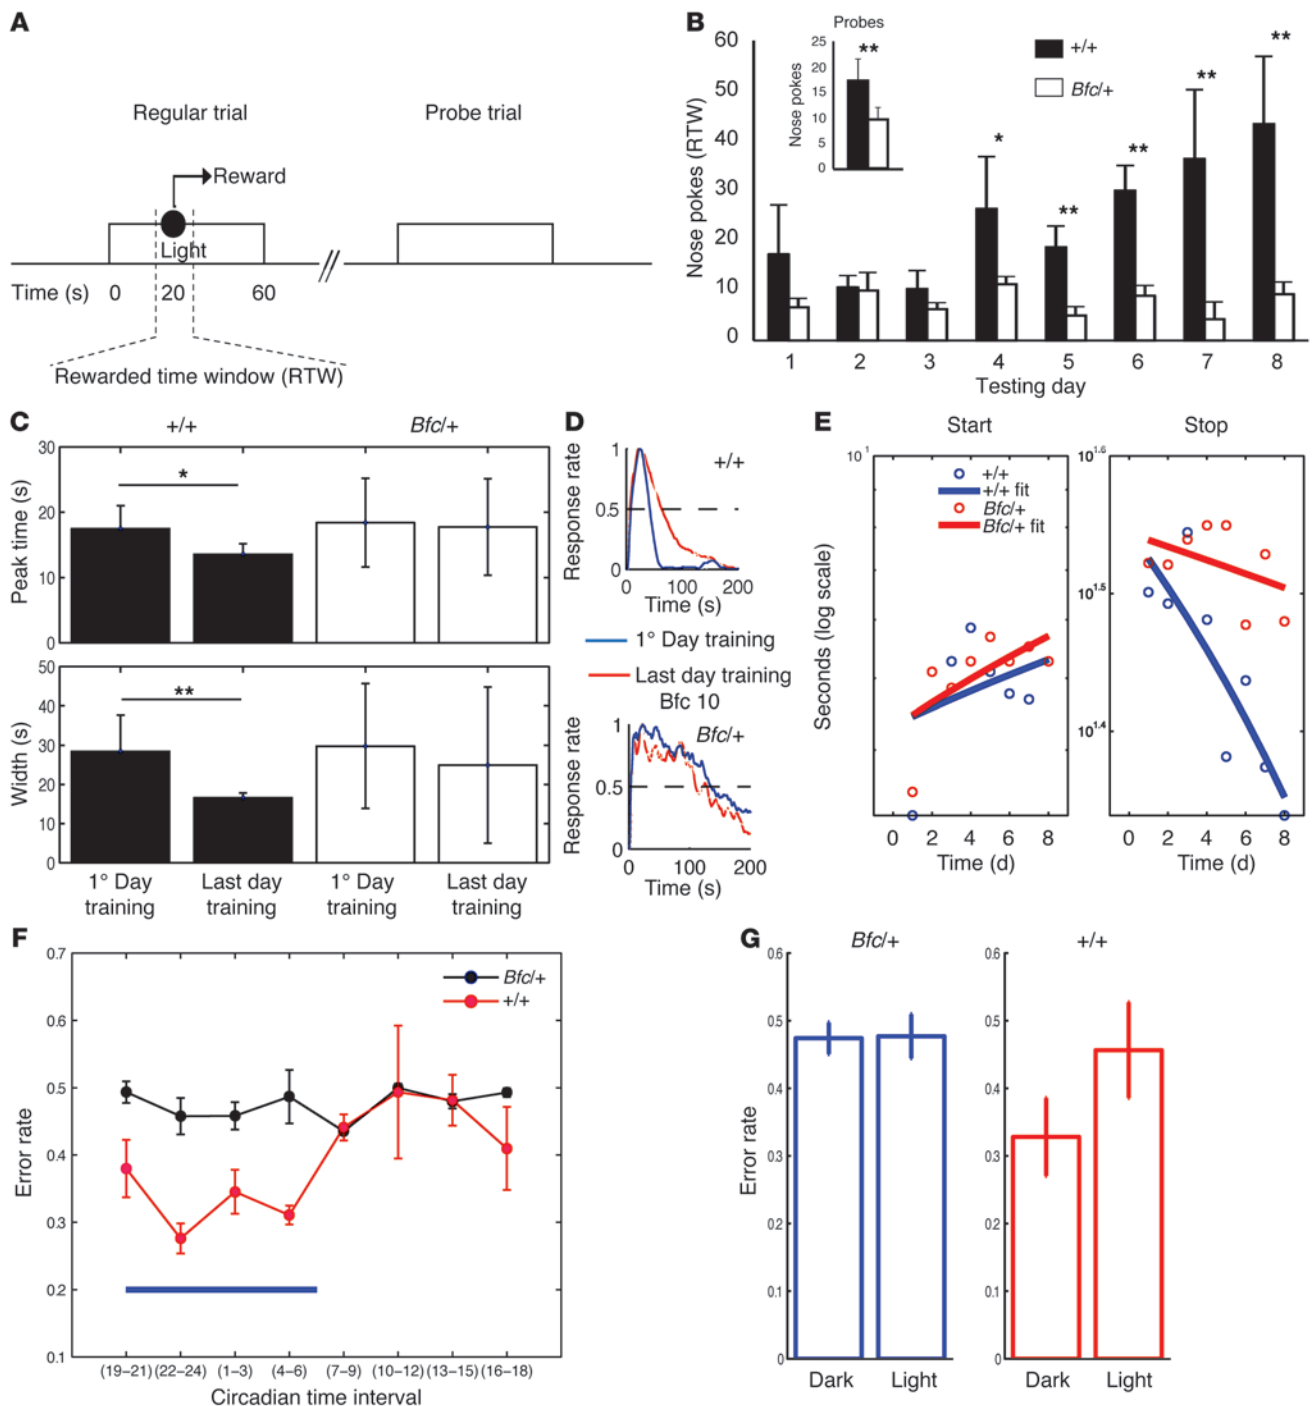 A
Regular trial
Probe trial
Reward
Light
Time (s) 0 20 60
Rewarded time window (RTW)
B
Probes
Nose pokes
25
20
15
10
5
0
**
+/+
Bfc/+
Nose pokes (RTW)
60
50
40
30
20
10
0
* ** ** ** **
1 2 3 4 5 6 7 8
Testing day
C
+/+ Bfc/+
Peak time (s)
30
20
10
0
*
Width (s)
50
40
30
20
10
0
**
1° Day training
Last day training
1° Day training
Last day training
D
Response rate
1
0.5
0
+/+
0 100 200
Time (s)
1° Day training
Last day training
Bfc 10
Response rate
1
0.5
0
Bfc/+
0 100 200
Time (s)
E
Start Stop
Seconds (log scale)
10¹
+/+
+/+ fit
Bfc/+
Bfc/+ fit
0 2 4 6 8
Time (d)
10¹·⁶
10¹·⁵
10¹·⁴
0 2 4 6 8
Time (d)
F
Error rate
0.7
0.6
0.5
0.4
0.3
0.2
0.1
Bfc/+
+/+
(19–21) (22–24) (1–3) (4–6) (7–9) (10–12) (13–15) (16–18)
Circadian time interval
G
Bfc/+ +/+
Error rate
0.6
0.5
0.4
0.3
0.2
0.1
0
Dark Light
0.6
0.5
0.4
0.3
0.2
0.1
0
Dark Light